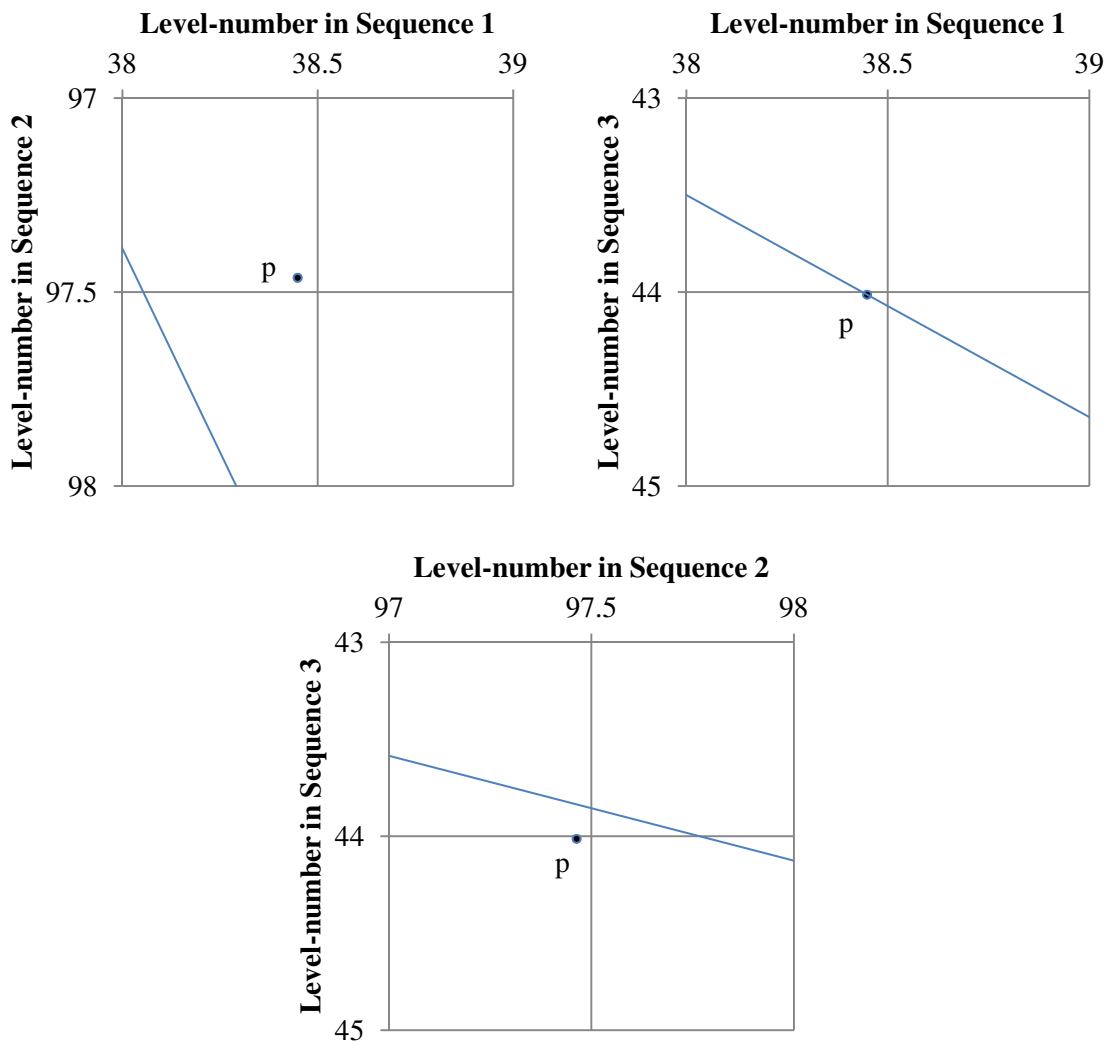 Level-number in Sequence 1
38 38.5 39
Level-number in Sequence 2
97
97.5
98
p
Level-number in Sequence 1
38 38.5 39
Level-number in Sequence 3
43
44
45
p
Level-number in Sequence 2
97 97.5 98
Level-number in Sequence 3
43
44
45
p